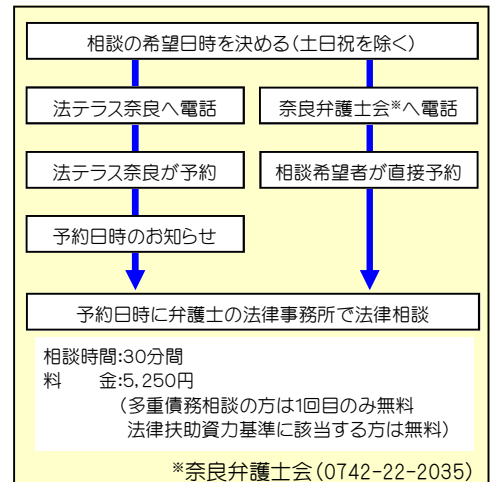 相談の希望日時を決める(土日祝を除く)
法テラス奈良へ電話
奈良弁護士会※へ電話
法テラス奈良が予約
相談希望者が直接予約
予約日時のお知らせ
予約日時に弁護士の法律事務所で法律相談
相談時間:30分間
料　　金:5,250円
(多重債務相談の方は1回目のみ無料
法律扶助資力基準に該当する方は無料)
※奈良弁護士会(0742-22-2035)